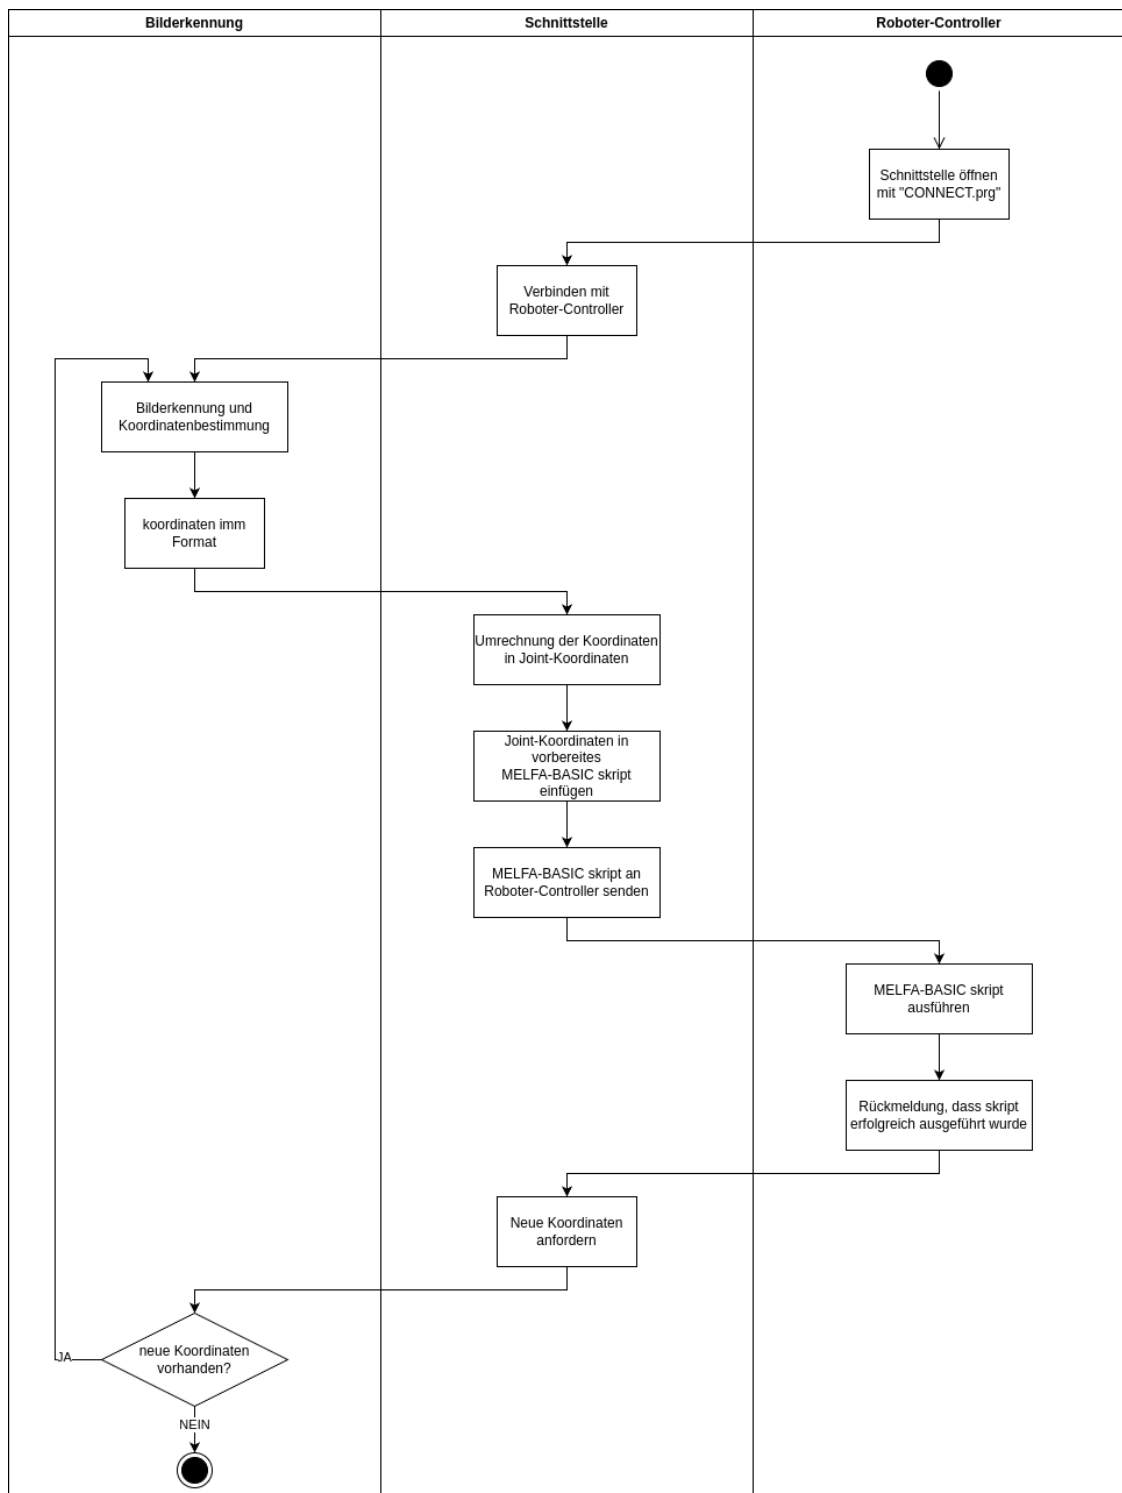 Bilderkennung
Schnittstelle
Roboter-Controller
Schnittstelle öffnen
mit "CONNECT.prg"
Verbinden mit
Roboter-Controller
Bilderkennung und
Koordinatenbestimmung
koordinaten imm
Format
Umrechnung der Koordinaten
in Joint-Koordinaten
Joint-Koordinaten in
vorbereites
MELFA-BASIC skript
einfügen
MELFA-BASIC skript an
Roboter-Controller senden
MELFA-BASIC skript
ausführen
Rückmeldung, dass skript
erfolgreich ausgeführt wurde
Neue Koordinaten
anfordern
neue Koordinaten
vorhanden?
JA
NEIN